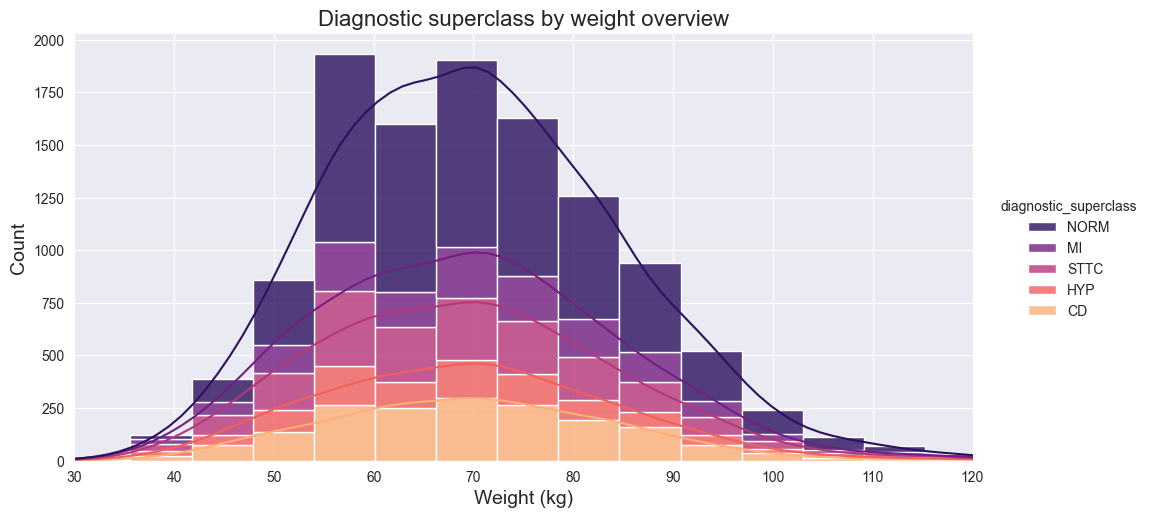 Diagnostic superclass by weight overview
2000
1750
1500
1250
1000
750
500
250
0
Count
30 40 50 60 70 80 90 100 110 120
Weight (kg)
diagnostic_superclass
NORM
MI
STTC
HYP
CD